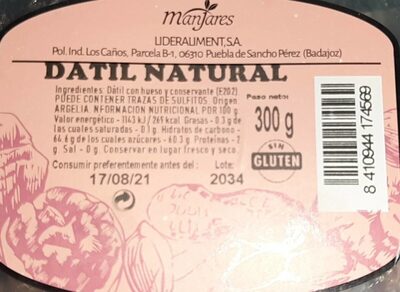 manjares
LIDERALIMENT, S.A.
Pol. Ind. Los Caños, Parcela B-1, 06310 Puebla de Sancho Pérez (Badajoz)
DATIL NATURAL
Ingredientes: Dátil con hueso y conservante (E202)
PUEDE CONTENER TRAZAS DE SULFITOS. Origen
ARGELIA INFORMACION NUTRICIONAL POR 100 g
Valor energético - 1143 kJ/269 kcal Grasas - 0.3 g de
las cuales saturadas - 0.1 g Hidratos de carbono -
64.6 g de los cuales azúcares - 60.3 g Proteínas - 2
g Sal - 0 g Conservar en lugar fresco y seco.
Peso neto:
300 g
SIN
GLUTEN
Consumir preferentemente antes del: Lote:
17/08/21 2034
8 410944 174569